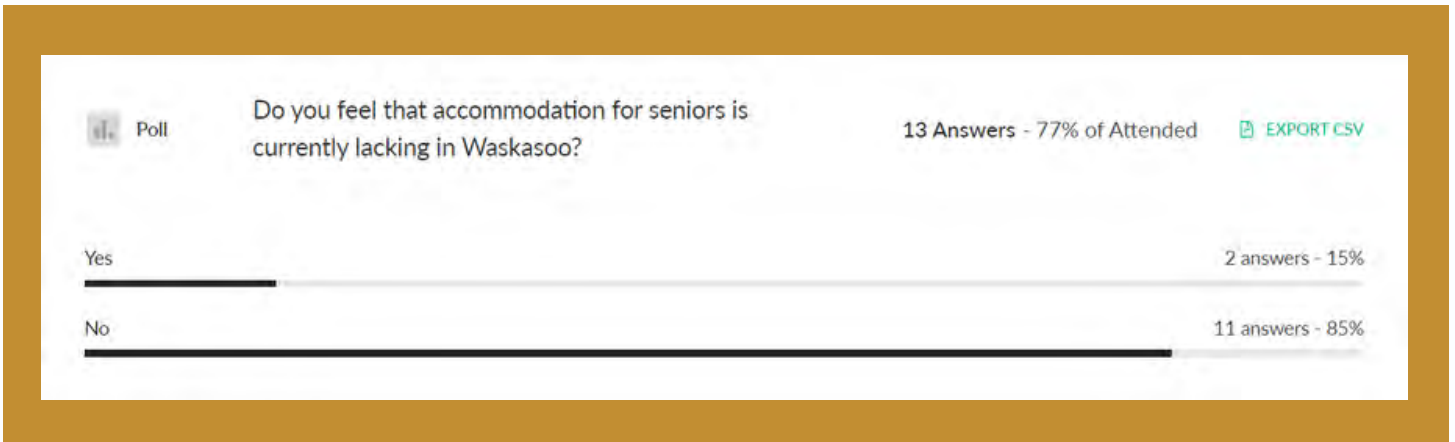 Poll
Do you feel that accommodation for seniors is
currently lacking in Waskasoo?
13 Answers - 77% of Attended
EXPORT CSV
Yes
2 answers - 15%
No
11 answers - 85%